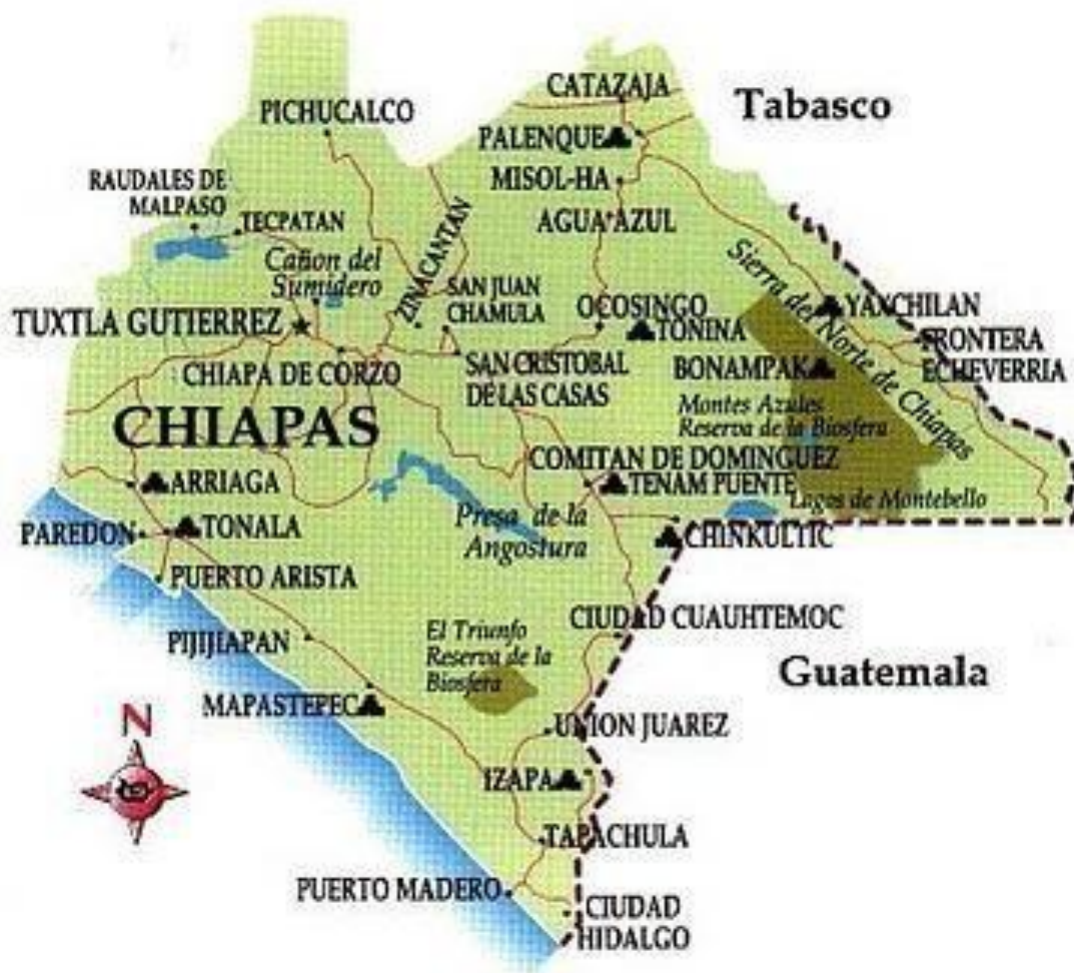 CATAZAJA
Tabasco
PICHUCALCO
PALENQUE
MISOL-HA
RAUDALES DE
MALPASO
TECPATAN
AGUA AZUL
ZINACANTAN
Cañon del
Sumidero
SAN JUAN
CHAMULA
Sierra del Norte de Chiapas
OCOSINGO
YAXCHILAN
TUXTLA GUTIERREZ
TONINA
FRONTERA
ECHEVERRIA
CHIAPA DE CORZO
SAN CRISTOBAL
DE LAS CASAS
BONAMPAK
Montes Azules
Reserva de la Biosfera
CHIAPAS
COMITAN DE DOMINGUEZ
ARRIAGA
TENAM PUENTE
Lagos de Montebello
PAREDON
TONALA
Presa de la
Angostura
CHINKULTIC
PUERTO ARISTA
CIUDAD CUAUHTEMOC
PIJIJIAPAN
El Triunfo
Reserva de la
Biosfera
Guatemala
MAPASTEPEC
UNION JUAREZ
N
IZAPA
TAPACHULA
PUERTO MADERO
CIUDAD
HIDALGO